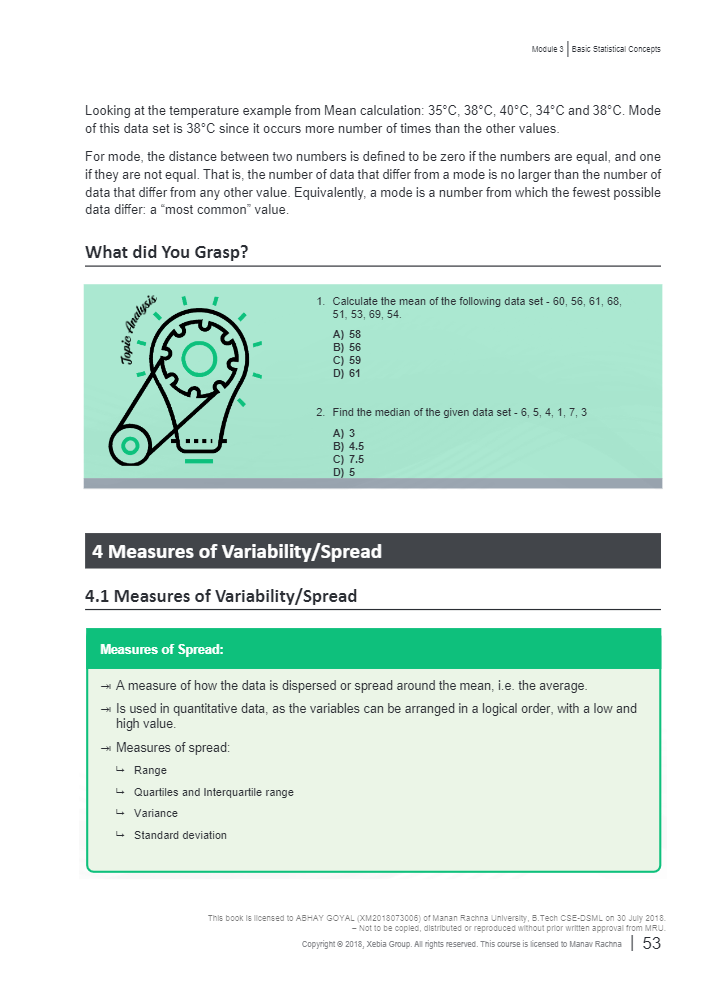 Module 3 | Basic Statistical Concepts
Looking at the temperature example from Mean calculation: 35°C, 38°C, 40°C, 34°C and 38°C. Mode
of this data set is 38°C since it occurs more number of times than the other values.
For mode, the distance between two numbers is defined to be zero if the numbers are equal, and one
if they are not equal. That is, the number of data that differ from a mode is no larger than the number of
data that differ from any other value. Equivalently, a mode is a number from which the fewest possible
data differ: a “most common” value.
What did You Grasp?
Topic Analysis
1. Calculate the mean of the following data set - 60, 56, 61, 68,
51, 53, 69, 54.
A) 58
B) 56
C) 59
D) 61
2. Find the median of the given data set - 6, 5, 4, 1, 7, 3
A) 3
B) 4.5
C) 7.5
D) 5
4 Measures of Variability/Spread
4.1 Measures of Variability/Spread
Measures of Spread:
⇥ A measure of how the data is dispersed or spread around the mean, i.e. the average.
⇥ Is used in quantitative data, as the variables can be arranged in a logical order, with a low and
high value.
⇥ Measures of spread:
↪ Range
↪ Quartiles and Interquartile range
↪ Variance
↪ Standard deviation
This book is licensed to ABHAY GOYAL (XM2018073006) of Manan Rachna University, B.Tech CSE-DSML on 30 July 2018.
– Not to be copied, distributed or reproduced without prior written approval from MRU.
Copyright © 2018, Xebia Group. All rights reserved. This course is licensed to Manav Rachna | 53